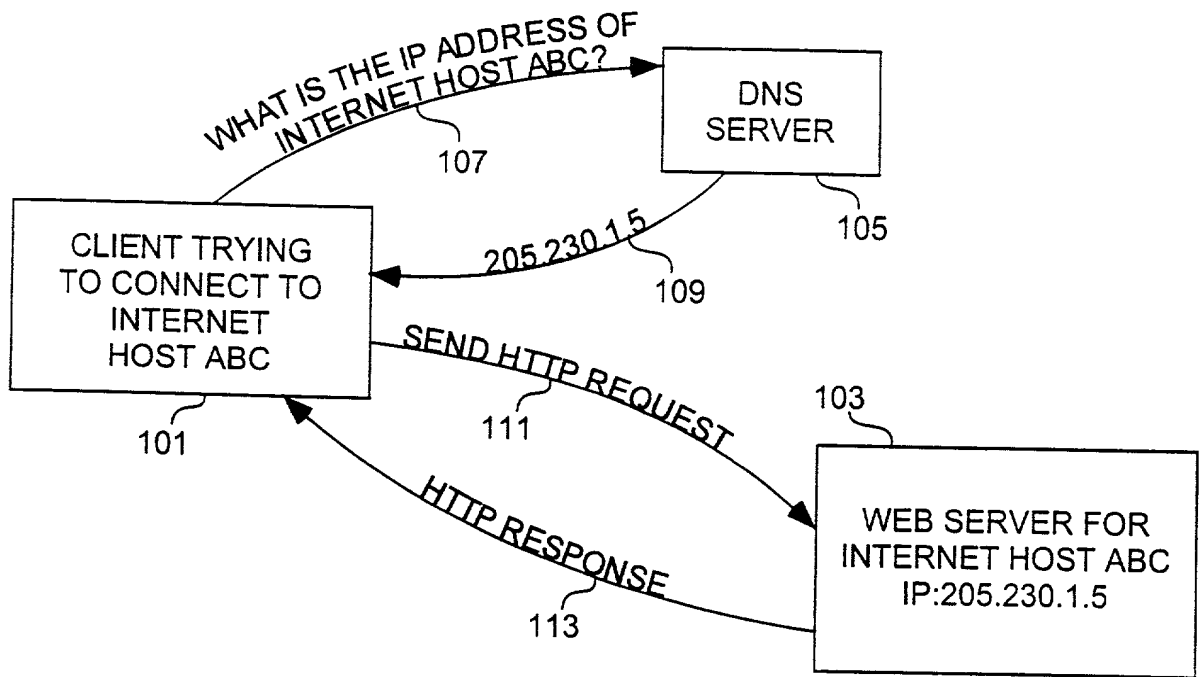 WHAT IS THE IP ADDRESS OF
INTERNET HOST ABC?
107
DNS
SERVER
105
CLIENT TRYING
TO CONNECT TO
INTERNET
HOST ABC
101
205.230.1.5
109
SEND HTTP REQUEST
111
103
WEB SERVER FOR
INTERNET HOST ABC
IP:205.230.1.5
HTTP RESPONSE
113